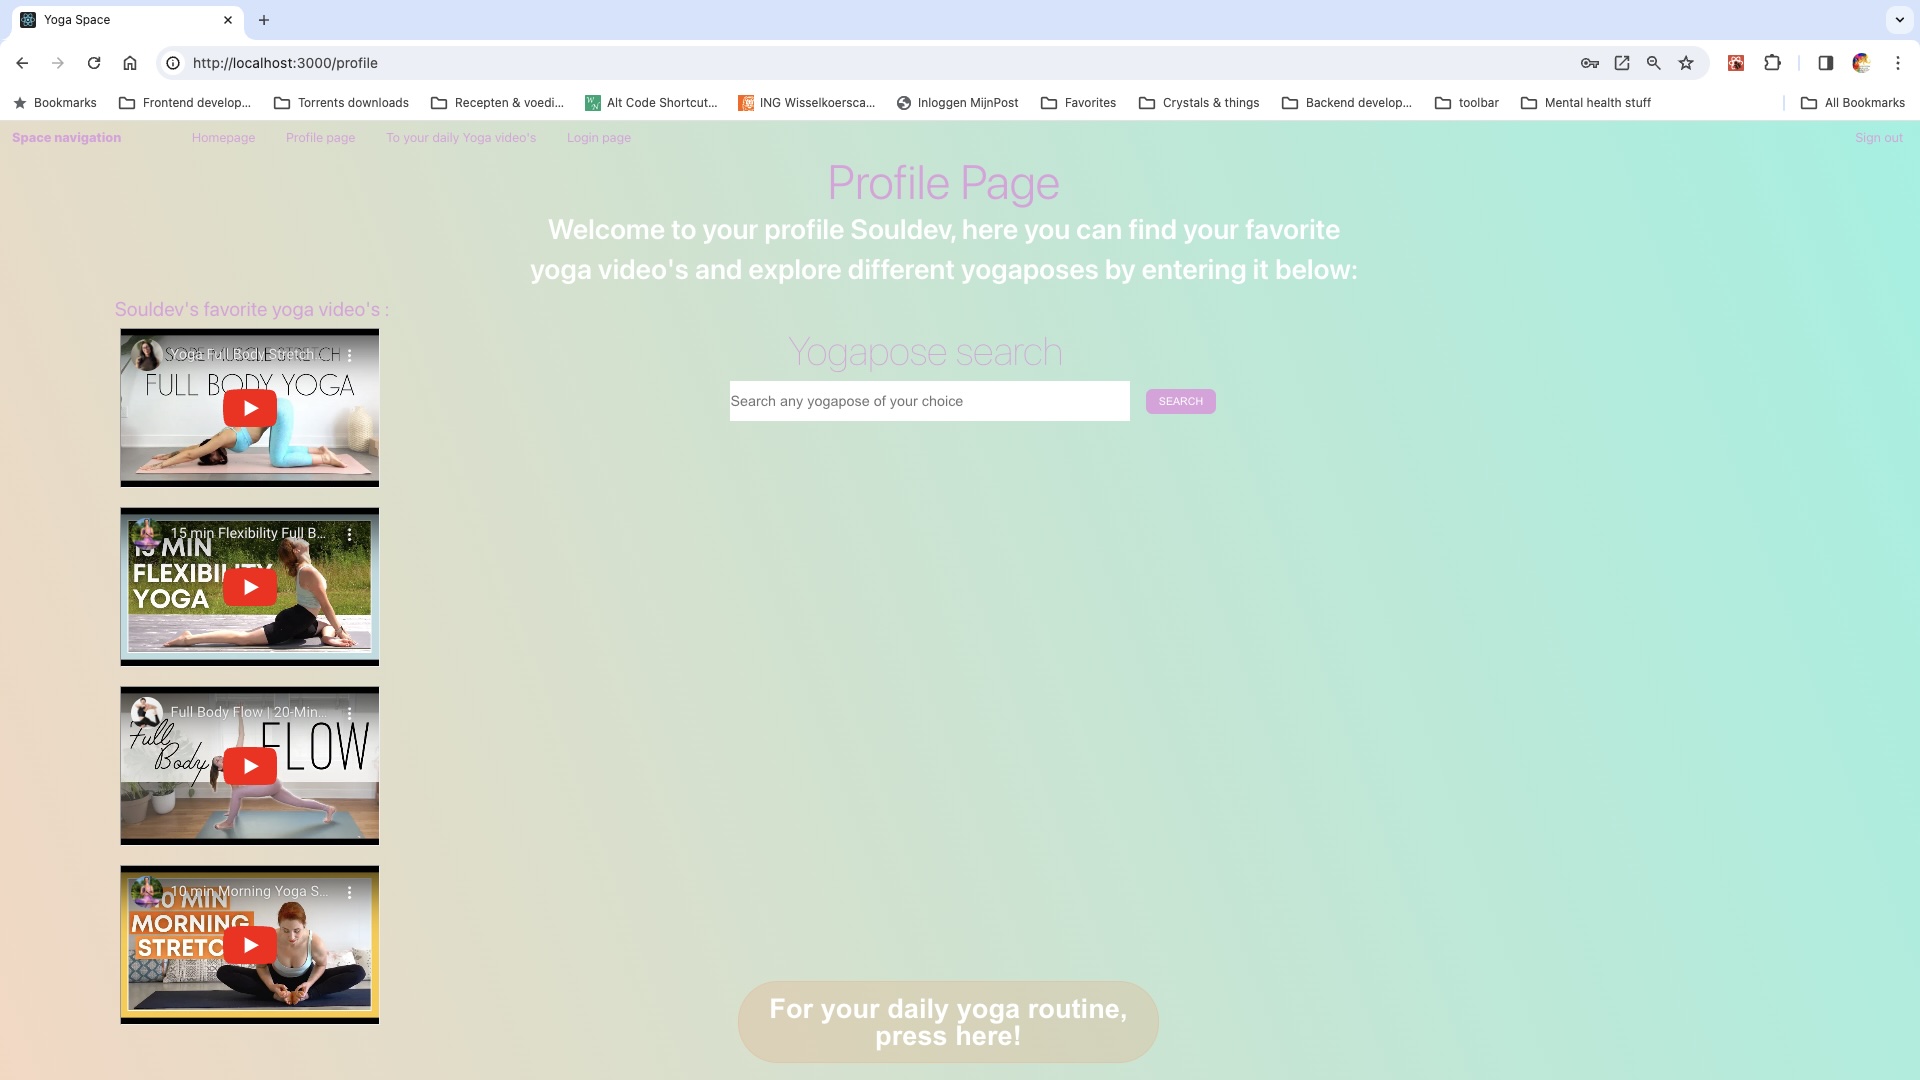 Yoga Space
http://localhost:3000/profile
Bookmarks
Frontend develop...
Torrents downloads
Recepten & voedi...
Alt Code Shortcut...
ING Wisselkoersca...
Inloggen MijnPost
Favorites
Crystals & things
Backend develop...
toolbar
Mental health stuff
All Bookmarks
Space navigation
Homepage
Profile page
To your daily Yoga video's
Login page
Sign out
Profile Page
Welcome to your profile Souldev, here you can find your favorite
yoga video's and explore different yogaposes by entering it below:
Souldev's favorite yoga video's :
Yoga Full Body Stretch
FULL BODY YOGA
15 min Flexibility Full B...
15 MIN
YOGA
Full Body Flow | 20-Min...
Full
Body
FLOW
10 min Morning Yoga S...
10 MIN
MORNING
Yogapose search
Search any yogapose of your choice
SEARCH
For your daily yoga routine,
press here!